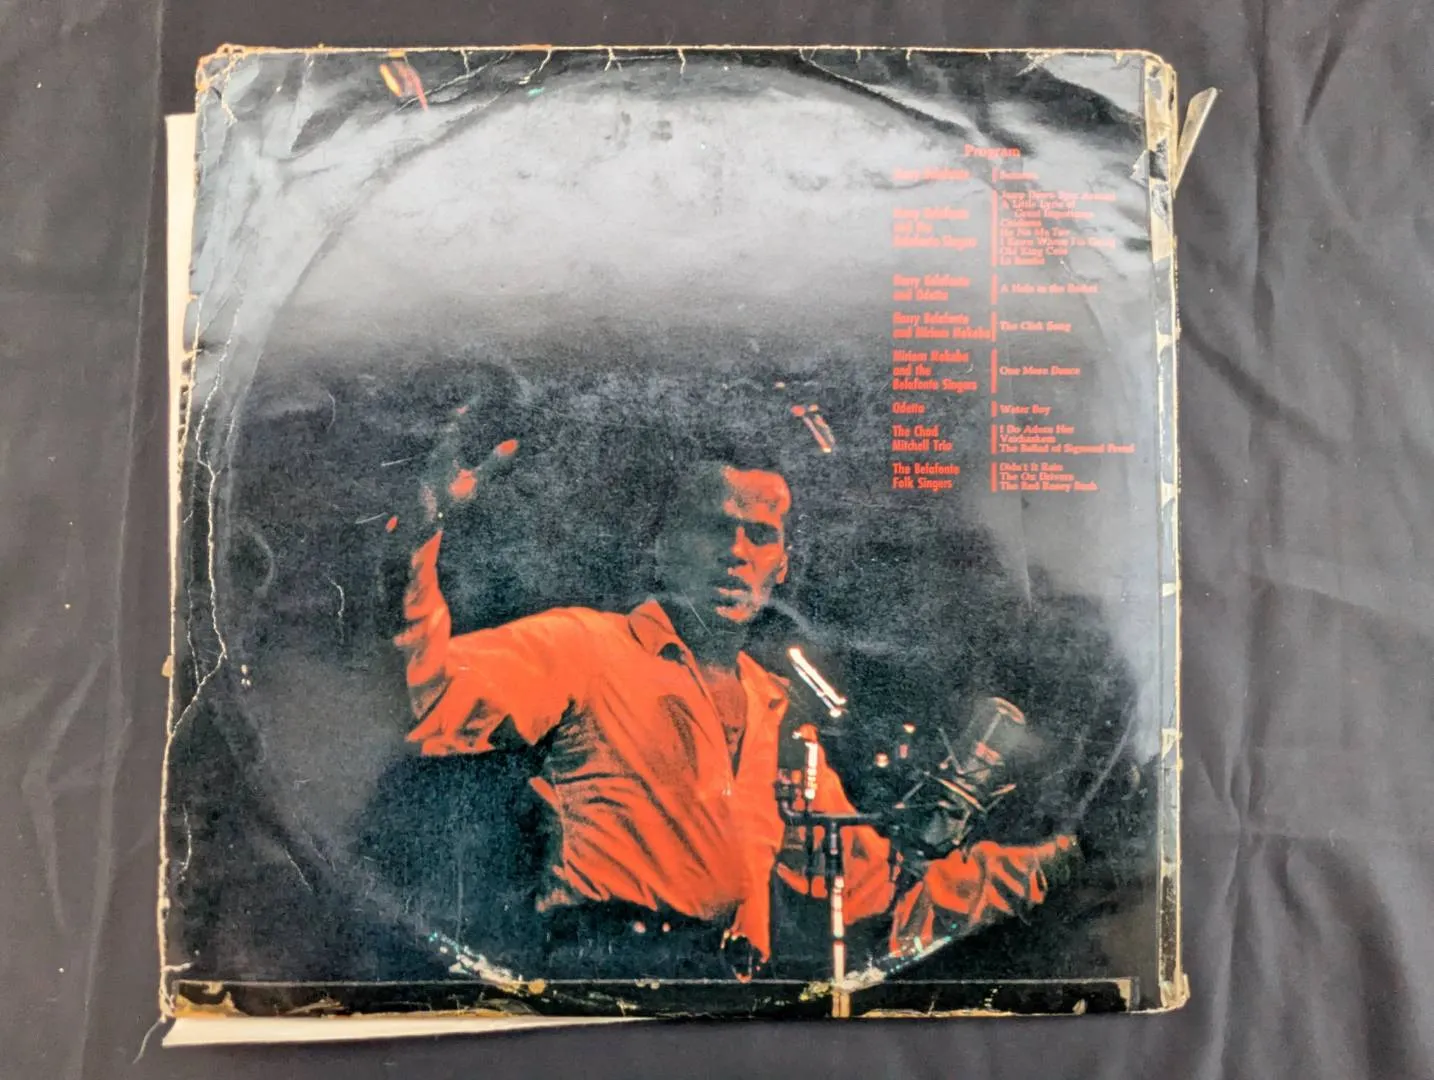 Program
Harry Belafonte
Jamaica
Harry Belafonte
and the
Belafonte Singers
Jump Down Spin Around
A Little Lyric of
Great Importance
Chickens
I Know Where I'm Going
Old King Cole
La Bamba
Harry Belafonte
and Odetta
A Hole in the Bucket
Harry Belafonte
and Miriam Makeba
The Click Song
Miriam Makeba
and the
Belafonte Singers
One More Dance
Odetta
Water Boy
The Chad
Mitchell Trio
I Do Adore Her
Vaichazkem
The Ballad of Sigmund Freud
The Belafonte
Folk Singers
Didn't It Rain
The Ox Drivers
The Red Rosey Bush